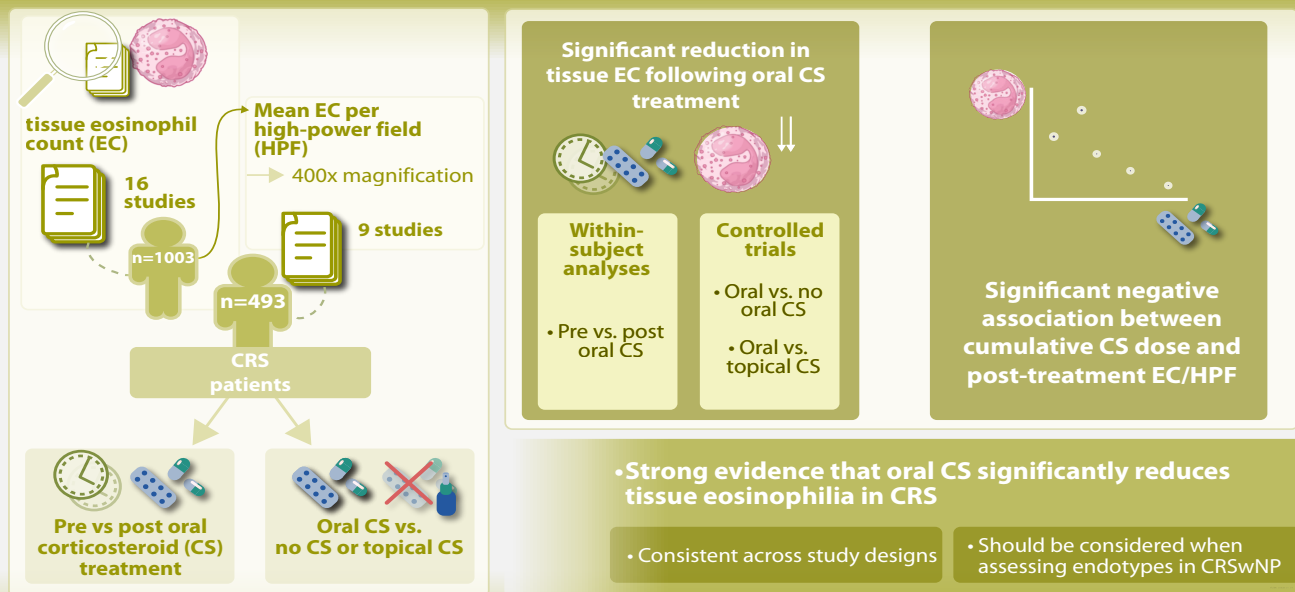 tissue eosinophil
count (EC)
16
studies
n=1003
Mean EC per
high-power field
(HPF)
400x magnification
9 studies
n=493
CRS
patients
Pre vs post oral
corticosteroid (CS)
treatment
Oral CS vs.
no CS or topical CS
Significant reduction in
tissue EC following oral CS
treatment
Within-
subject
analyses
• Pre vs. post
oral CS
Controlled
trials
• Oral vs. no
oral CS
• Oral vs.
topical CS
Significant negative
association between
cumulative CS dose and
post-treatment EC/HPF
•Strong evidence that oral CS significantly reduces
tissue eosinophilia in CRS
• Consistent across study designs
• Should be considered when
assessing endotypes in CRSwNP